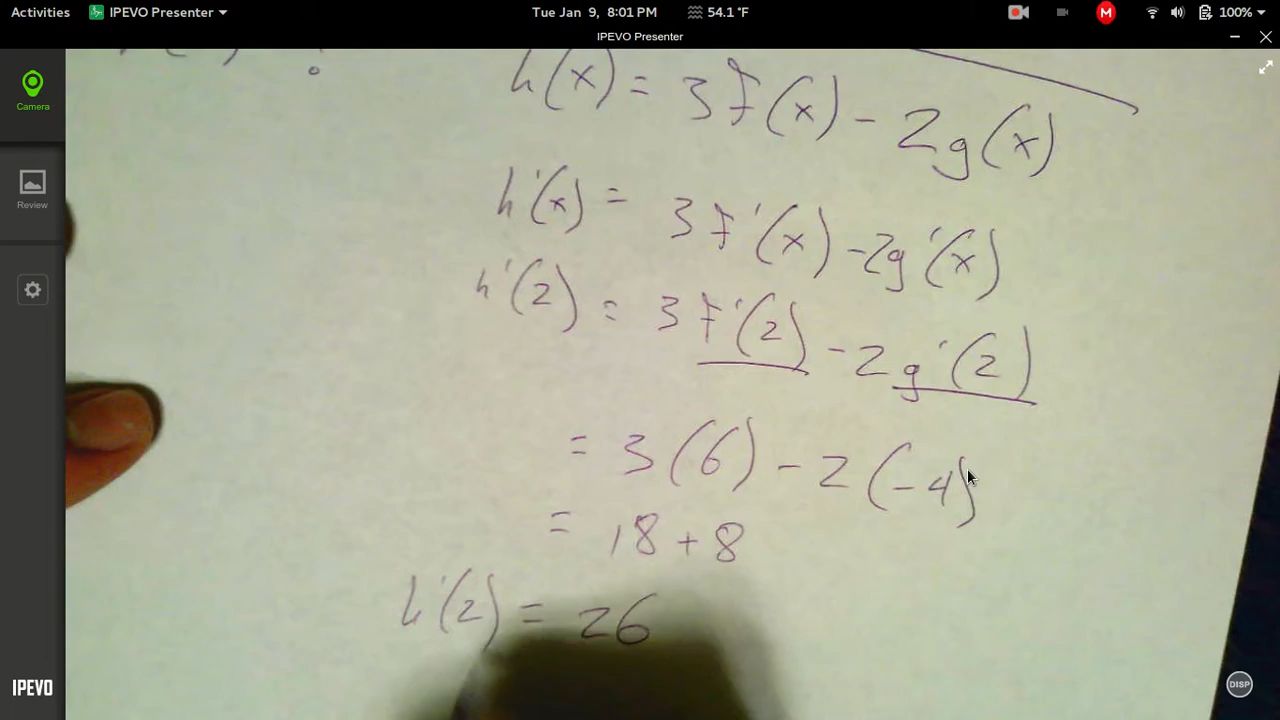 Activities IPEVO Presenter Tue Jan 9, 8:01 PM 54.1 °F M 100%
IPEVO Presenter
Camera
Review
h(x) = 3f(x) - 2g(x)
h'(x) = 3f'(x) - 2g'(x)
h'(2) = 3f'(2) - 2g'(2)
= 3(6) - 2(-4)
= 18 + 8
h'(2) = 26
IPEVO
DISP